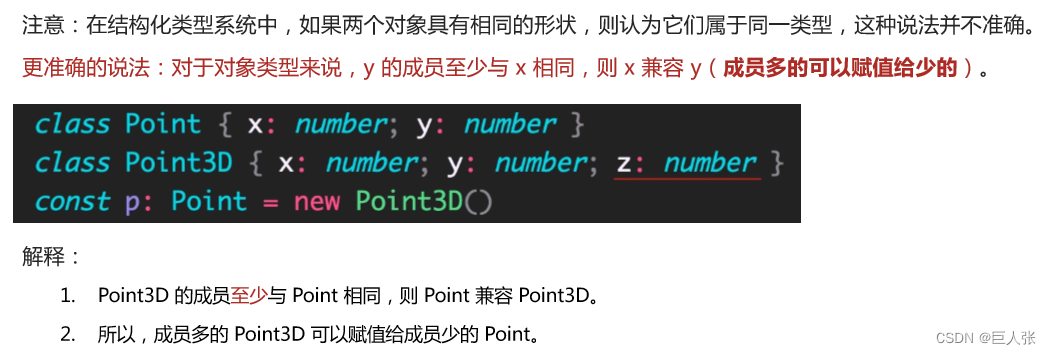 注意：在结构化类型系统中，如果两个对象具有相同的形状，则认为它们属于同一类型，这种说法并不准确。
更准确的说法：对于对象类型来说，y 的成员至少与 x 相同，则 x 兼容 y（成员多的可以赋值给少的）。
class Point { x: number; y: number }
class Point3D { x: number; y: number; z: number }
const p: Point = new Point3D()
解释：
1. Point3D 的成员至少与 Point 相同，则 Point 兼容 Point3D。
2. 所以，成员多的 Point3D 可以赋值给成员少的 Point。
CSDN @巨人张